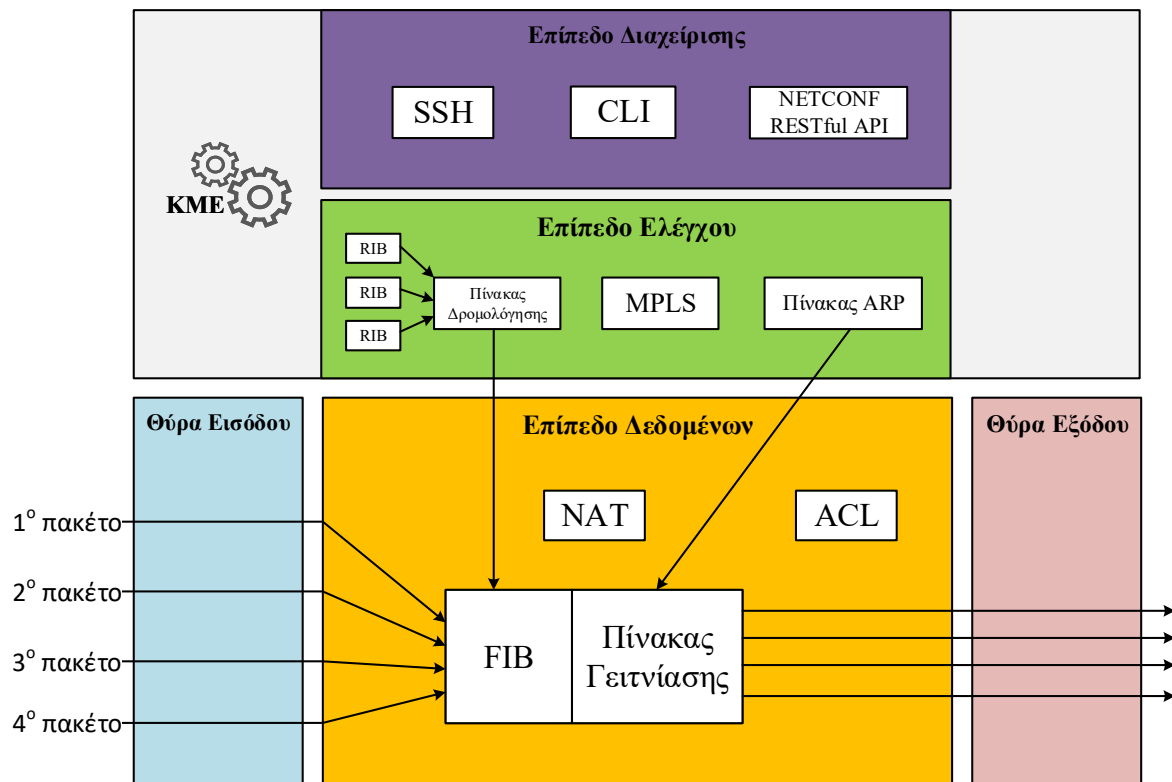 Επίπεδο Διαχείρισης
SSH
CLI
NETCONF
RESTful API
ΚΜΕ
Επίπεδο Ελέγχου
RIB
RIB
RIB
Πίνακας
Δρομολόγησης
MPLS
Πίνακας ARP
Θύρα Εισόδου
Επίπεδο Δεδομένων
Θύρα Εξόδου
NAT
ACL
1ο πακέτο
2ο πακέτο
3ο πακέτο
4ο πακέτο
FIB
Πίνακας
Γειτνίασης